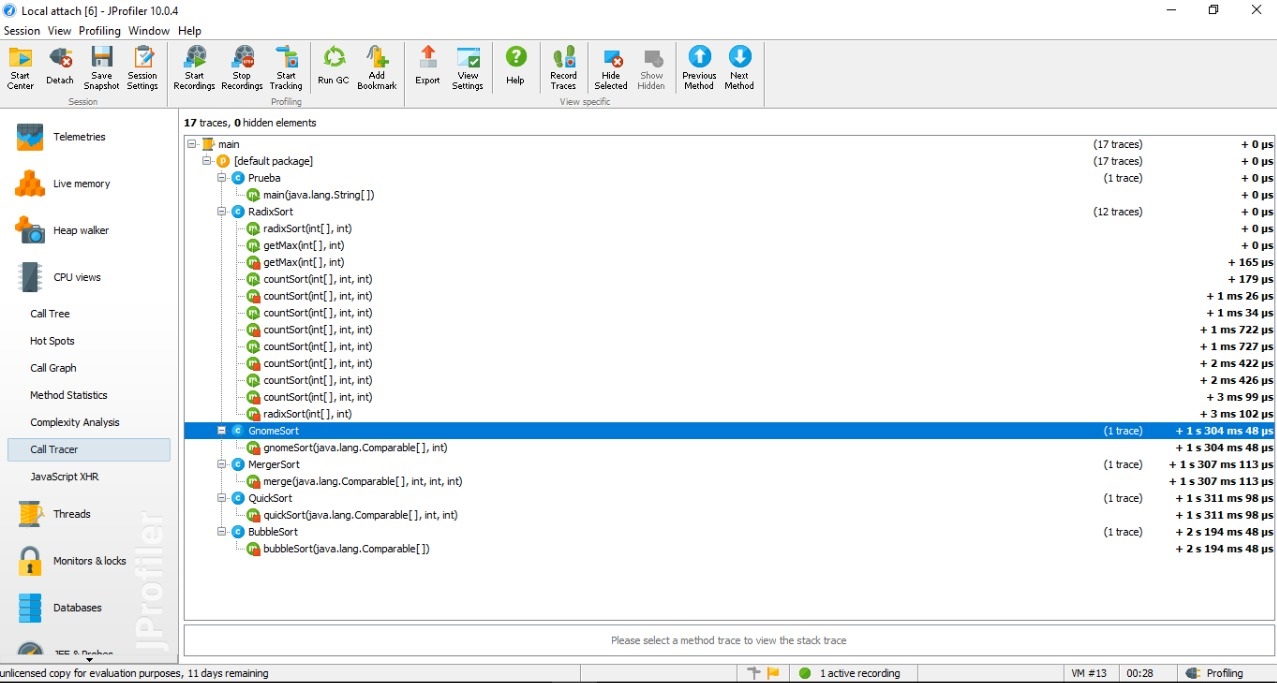 Local attach [6] - JProfiler 10.0.4
Session View Profiling Window Help
Start Center
Detach
Save Snapshot
Session Settings
Start Recordings
Stop Recordings
Start Tracking
Run GC
Add Bookmark
Export
View Settings
Help
Record Traces
Hide Selected
Show Hidden
Previous Method
Next Method
Session
Profiling
View specific
Telemetries
Live memory
Heap walker
CPU views
Call Tree
Hot Spots
Call Graph
Method Statistics
Complexity Analysis
Call Tracer
JavaScript XHR
Threads
Monitors & locks
Databases
JEE & Probes
JProfiler
17 traces, 0 hidden elements
main (17 traces) + 0 µs
[default package] (17 traces) + 0 µs
Prueba (1 trace) + 0 µs
main(java.lang.String[]) + 0 µs
RadixSort (12 traces) + 0 µs
radixSort(int[], int) + 0 µs
getMax(int[], int) + 0 µs
getMax(int[], int) + 165 µs
countSort(int[], int, int) + 179 µs
countSort(int[], int, int) + 1 ms 26 µs
countSort(int[], int, int) + 1 ms 34 µs
countSort(int[], int, int) + 1 ms 722 µs
countSort(int[], int, int) + 1 ms 727 µs
countSort(int[], int, int) + 2 ms 422 µs
countSort(int[], int, int) + 2 ms 426 µs
countSort(int[], int, int) + 3 ms 99 µs
radixSort(int[], int) + 3 ms 102 µs
GnomeSort (1 trace) + 1 s 304 ms 48 µs
gnomeSort(java.lang.Comparable[], int) + 1 s 304 ms 48 µs
MergerSort (1 trace) + 1 s 307 ms 113 µs
merge(java.lang.Comparable[], int, int, int) + 1 s 307 ms 113 µs
QuickSort (1 trace) + 1 s 311 ms 98 µs
quickSort(java.lang.Comparable[], int, int) + 1 s 311 ms 98 µs
BubbleSort (1 trace) + 2 s 194 ms 48 µs
bubbleSort(java.lang.Comparable[]) + 2 s 194 ms 48 µs
Please select a method trace to view the stack trace
unlicensed copy for evaluation purposes, 11 days remaining
1 active recording
VM #13
00:28
Profiling